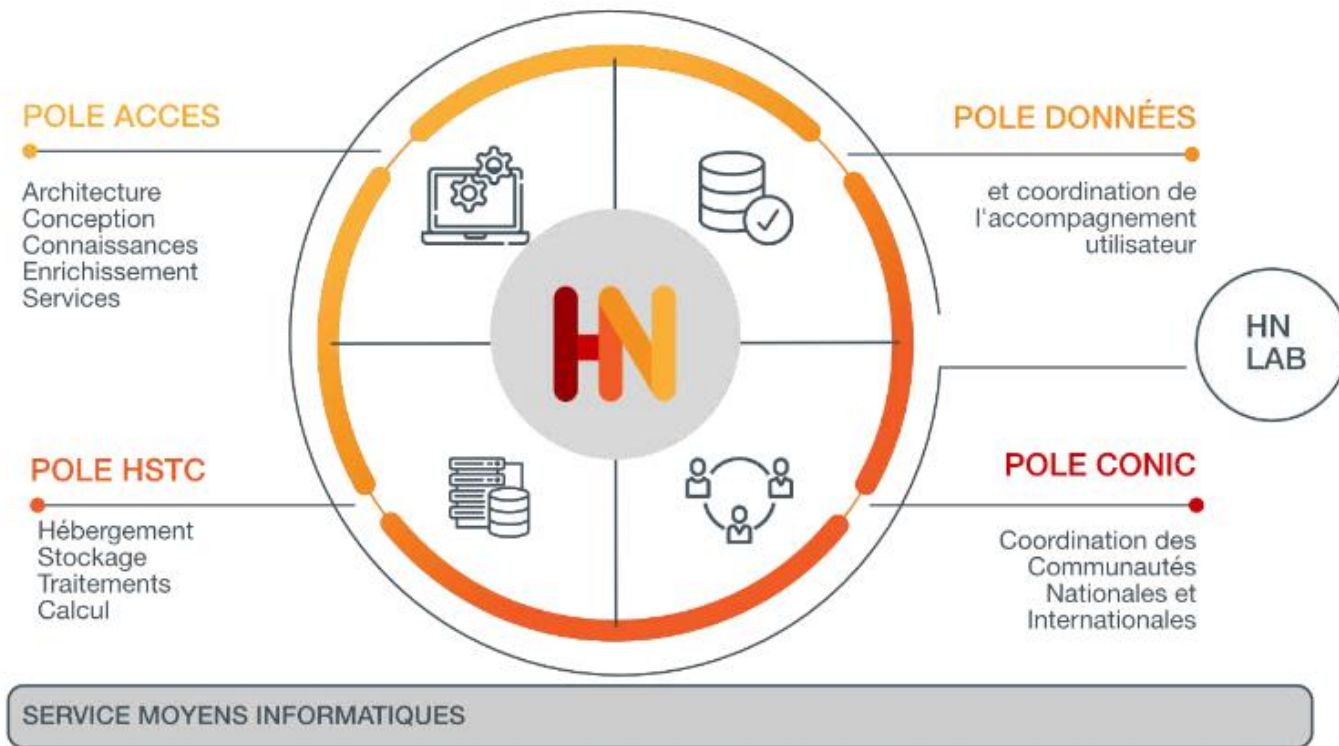 POLE ACCES
Architecture
Conception
Connaissances
Enrichissement
Services
POLE DONNÉES
et coordination de
l'accompagnement
utilisateur
HN
HN
LAB
POLE HSTC
Hébergement
Stockage
Traitements
Calcul
POLE CONIC
Coordination des
Communautés
Nationales et
Internationales
SERVICE MOYENS INFORMATIQUES